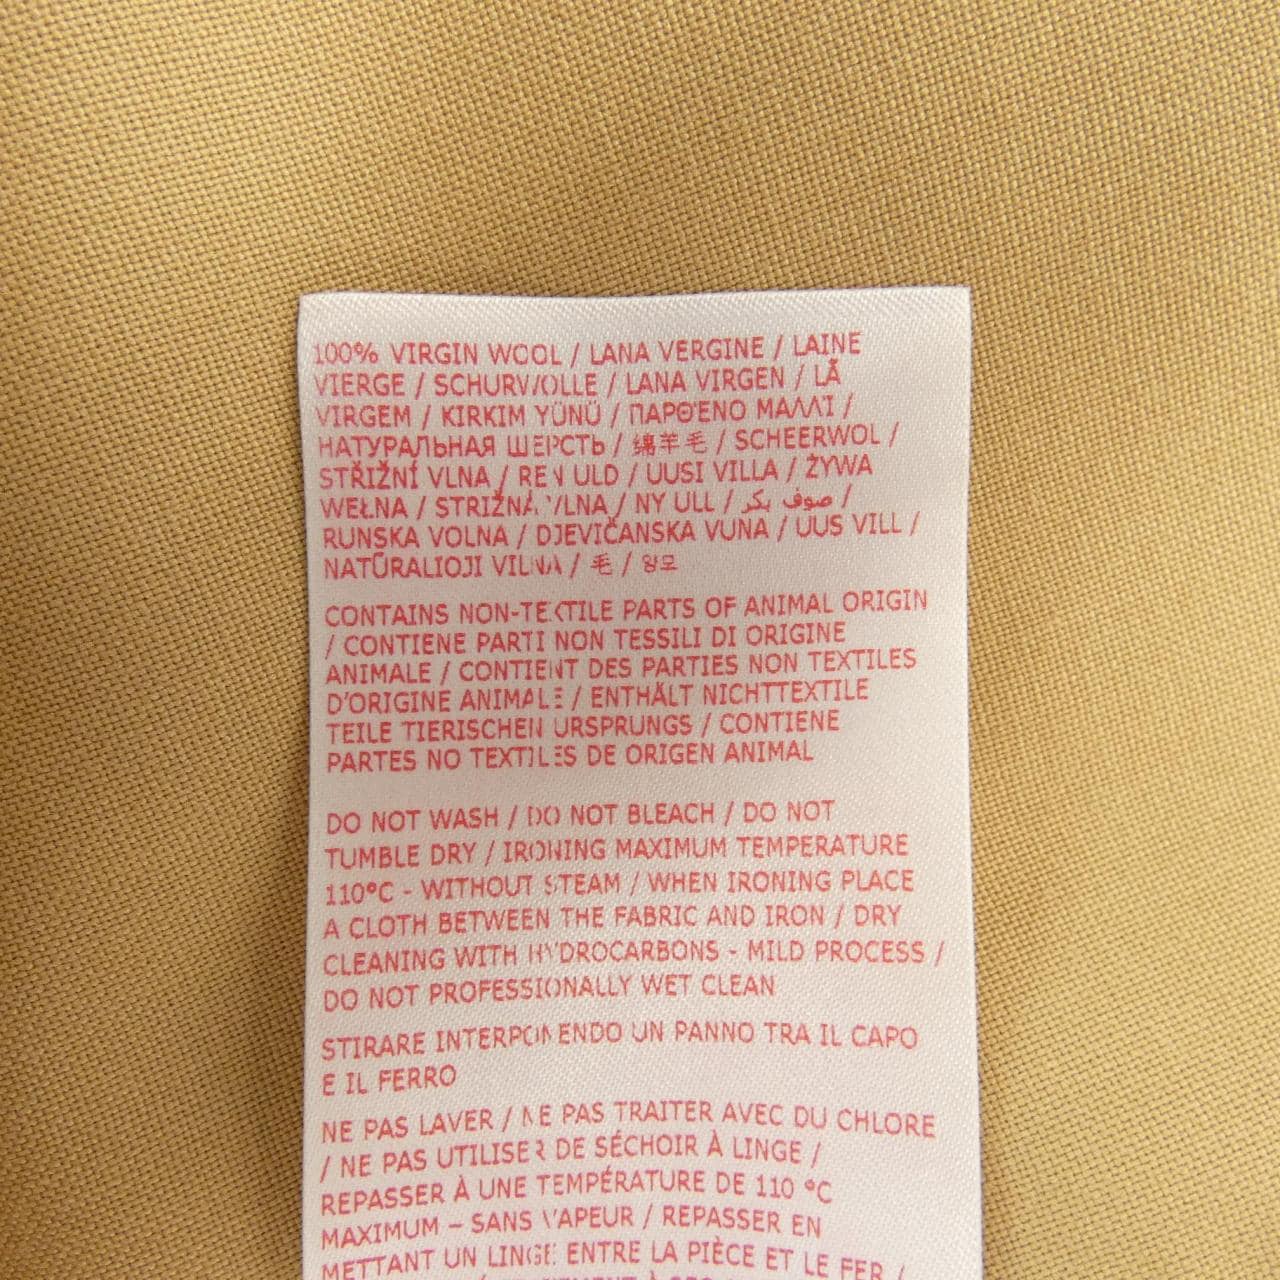 100% VIRGIN WOOL / LANA VERGINE / LAINE
VIERGE / SCHURWOLLE / LANA VIRGEN / LÃ
VIRGEM / KIRKIM YÜNÜ / ΠΑΡΘΈΝΟ ΜΑΛΛΊ /
НАТУРАЛЬНАЯ ШЕРСТЬ / 绵羊毛 / SCHEERWOL /
STŘIŽNÍ VLNA / REN ULD / UUSI VILLA / ŻYWA
WEŁNA / STRIŽNÁ VLNA / NY ULL / صوف بكر /
RUNSKA VOLNA / DJEVIČANSKA VUNA / UUS VILL /
NATŪRALIOJI VILNA / 毛 / 양모
CONTAINS NON-TEXTILE PARTS OF ANIMAL ORIGIN
/ CONTIENE PARTI NON TESSILI DI ORIGINE
ANIMALE / CONTIENT DES PARTIES NON TEXTILES
D'ORIGINE ANIMALE / ENTHÄLT NICHTTEXTILE
TEILE TIERISCHEN URSPRUNGS / CONTIENE
PARTES NO TEXTILES DE ORIGEN ANIMAL
DO NOT WASH / DO NOT BLEACH / DO NOT
TUMBLE DRY / IRONING MAXIMUM TEMPERATURE
110°C - WITHOUT STEAM / WHEN IRONING PLACE
A CLOTH BETWEEN THE FABRIC AND IRON / DRY
CLEANING WITH HYDROCARBONS - MILD PROCESS /
DO NOT PROFESSIONALLY WET CLEAN
STIRARE INTERPONENDO UN PANNO TRA IL CAPO
E IL FERRO
NE PAS LAVER / NE PAS TRAITER AVEC DU CHLORE
/ NE PAS UTILISER DE SÉCHOIR À LINGE /
REPASSER À UNE TEMPÉRATURE DE 110 °C
MAXIMUM – SANS VAPEUR / REPASSER EN
METTANT UN LINGE ENTRE LA PIÈCE ET LE FER /